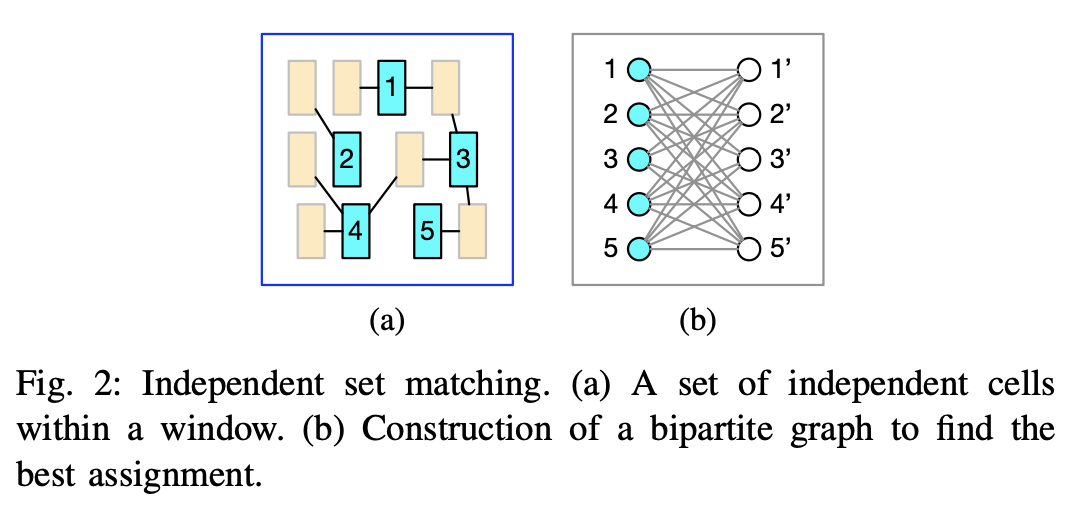 1
2
3
4
5
1 1’
2 2’
3 3’
4 4’
5 5’
(a) (b)
Fig. 2: Independent set matching. (a) A set of independent cells
within a window. (b) Construction of a bipartite graph to find the
best assignment.